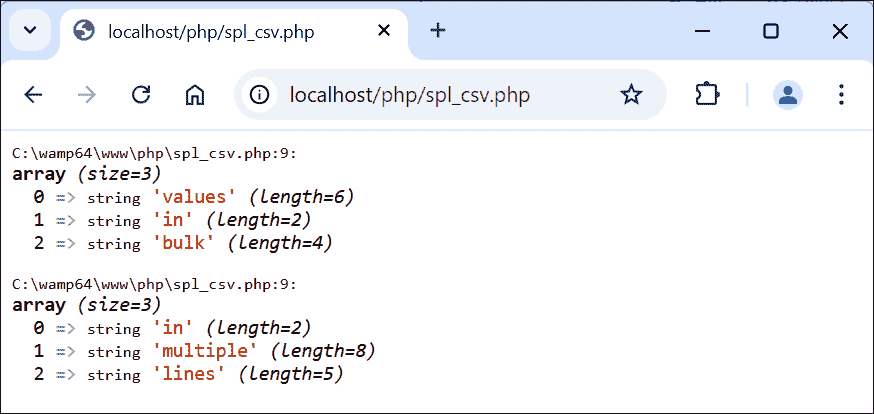 localhost/php/spl_csv.php
localhost/php/spl_csv.php
C:\wamp64\www\php\spl_csv.php:9:
array (size=3)
0 => string 'values' (length=6)
1 => string 'in' (length=2)
2 => string 'bulk' (length=4)
C:\wamp64\www\php\spl_csv.php:9:
array (size=3)
0 => string 'in' (length=2)
1 => string 'multiple' (length=8)
2 => string 'lines' (length=5)